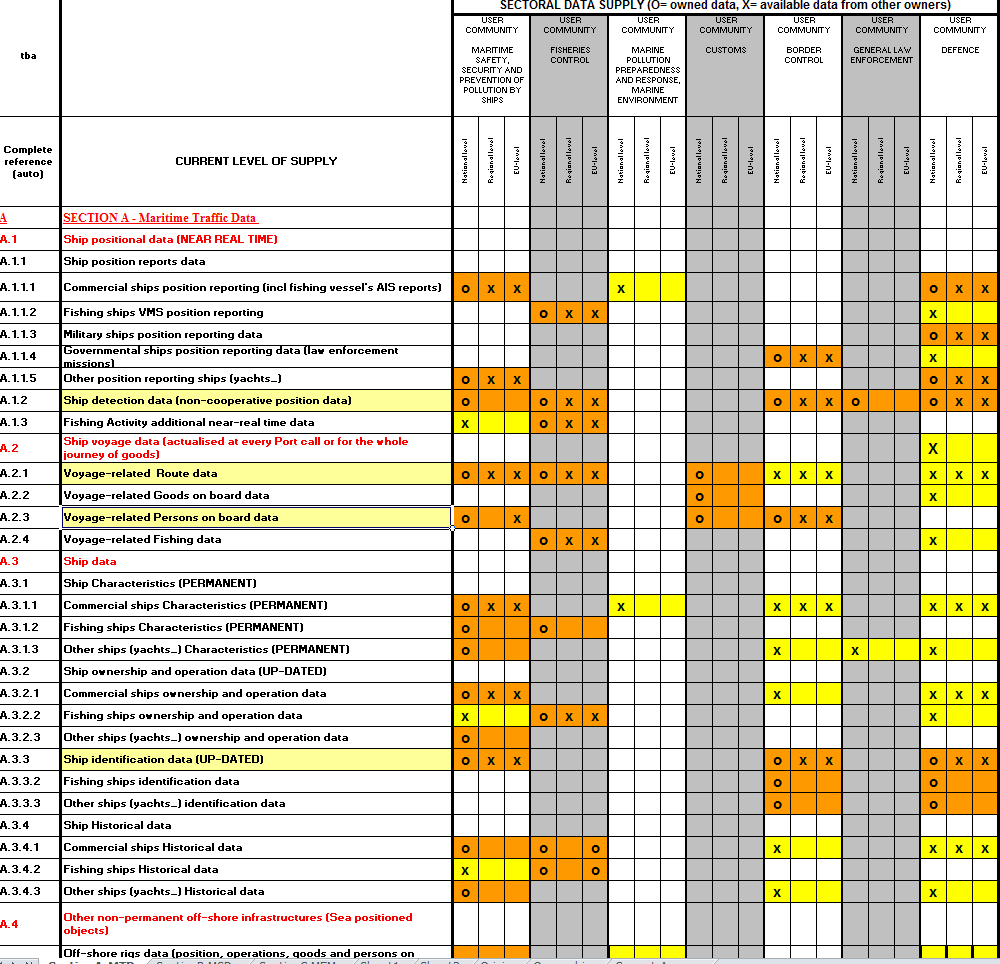 SECTORAL DATA SUPPLY (O= owned data, X= available data from other owners)
tba
USER COMMUNITY MARITIME SAFETY, SECURITY AND PREVENTION OF POLLUTION BY SHIPS
USER COMMUNITY FISHERIES CONTROL
USER COMMUNITY MARINE POLLUTION PREPAREDNESS AND RESPONSE, MARINE ENVIRONMENT
USER COMMUNITY CUSTOMS
USER COMMUNITY BORDER CONTROL
USER COMMUNITY GENERAL LAW ENFORCEMENT
USER COMMUNITY DEFENCE
Complete reference (auto) CURRENT LEVEL OF SUPPLY
National level Regional level EU-level National level Regional level EU-level National level Regional level EU-level National level Regional level EU-level National level Regional level EU-level National level Regional level EU-level National level Regional level EU-level
A SECTION A - Maritime Traffic Data
A.1 Ship positional data (NEAR REAL TIME)
A.1.1 Ship position reports data
A.1.1.1 Commercial ships position reporting (incl fishing vessel's AIS reports) O X X X O X X
A.1.1.2 Fishing ships VMS position reporting O X X X
A.1.1.3 Military ships position reporting data O X X
A.1.1.4 Governmental ships position reporting data (law enforcement missions) O X X X
A.1.1.5 Other position reporting ships (yachts_) O X X O X X
A.1.2 Ship detection data (non-cooperative position data) O O X X O X X O O X X
A.1.3 Fishing Activity additional near-real time data X O X X
A.2 Ship voyage data (actualised at every Port call or for the whole journey of goods) X
A.2.1 Voyage-related Route data O X X O X X O X X X X X X
A.2.2 Voyage-related Goods on board data O X
A.2.3 Voyage-related Persons on board data O X O O X X
A.2.4 Voyage-related Fishing data O X X X
A.3 Ship data
A.3.1 Ship Characteristics (PERMANENT)
A.3.1.1 Commercial ships Characteristics (PERMANENT) O X X X X X X X X X
A.3.1.2 Fishing ships Characteristics (PERMANENT) O O
A.3.1.3 Other ships (yachts_) Characteristics (PERMANENT) O X X X
A.3.2 Ship ownership and operation data (UP-DATED)
A.3.2.1 Commercial ships ownership and operation data O X X X X X X
A.3.2.2 Fishing ships ownership and operation data X O X X X
A.3.2.3 Other ships (yachts_) ownership and operation data O
A.3.3 Ship identification data (UP-DATED) O X X O X X O X X
A.3.3.2 Fishing ships identification data O O
A.3.3.3 Other ships (yachts_) identification data O O
A.3.4 Ship Historical data
A.3.4.1 Commercial ships Historical data O O O X X X X
A.3.4.2 Fishing ships Historical data X O O
A.3.4.3 Other ships (yachts_) Historical data O X X
A.4 Other non-permanent off-shore infrastructures (Sea positioned objects)
Off-shore rigs data (position, operations, goods and persons on